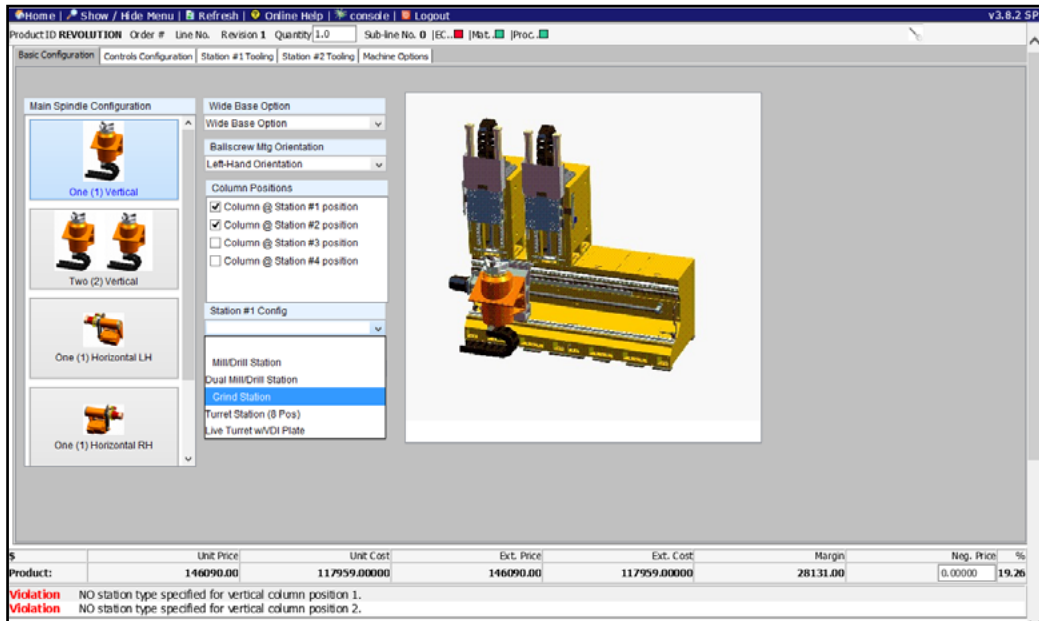 Home | Show / Hide Menu | Refresh | Online Help | console | Logout v3.8.2 SP
Product ID REVOLUTION Order # Line No. Revision 1 Quantity 1.0 Sub-line No. 0 |EC.. |Mat.. |Proc..
Basic Configuration Controls Configuration Station #1 Tooling Station #2 Tooling Machine Options
Main Spindle Configuration
One (1) Vertical
Two (2) Vertical
One (1) Horizontal LH
One (1) Horizontal RH
Wide Base Option
Wide Base Option
Ballscrew Mtg Orientation
Left-Hand Orientation
Column Positions
Column @ Station #1 position
Column @ Station #2 position
Column @ Station #3 position
Column @ Station #4 position
Station #1 Config
Mill/Drill Station
Dual Mill/Drill Station
Grind Station
Turret Station (8 Pos)
Live Turret w/VDI Plate
$ Unit Price Unit Cost Ext. Price Ext. Cost Margin Neg. Price %
Product: 146090.00 117959.00000 146090.00 117959.00000 28131.00 0.00000 19.26
Violation NO station type specified for vertical column position 1.
Violation NO station type specified for vertical column position 2.